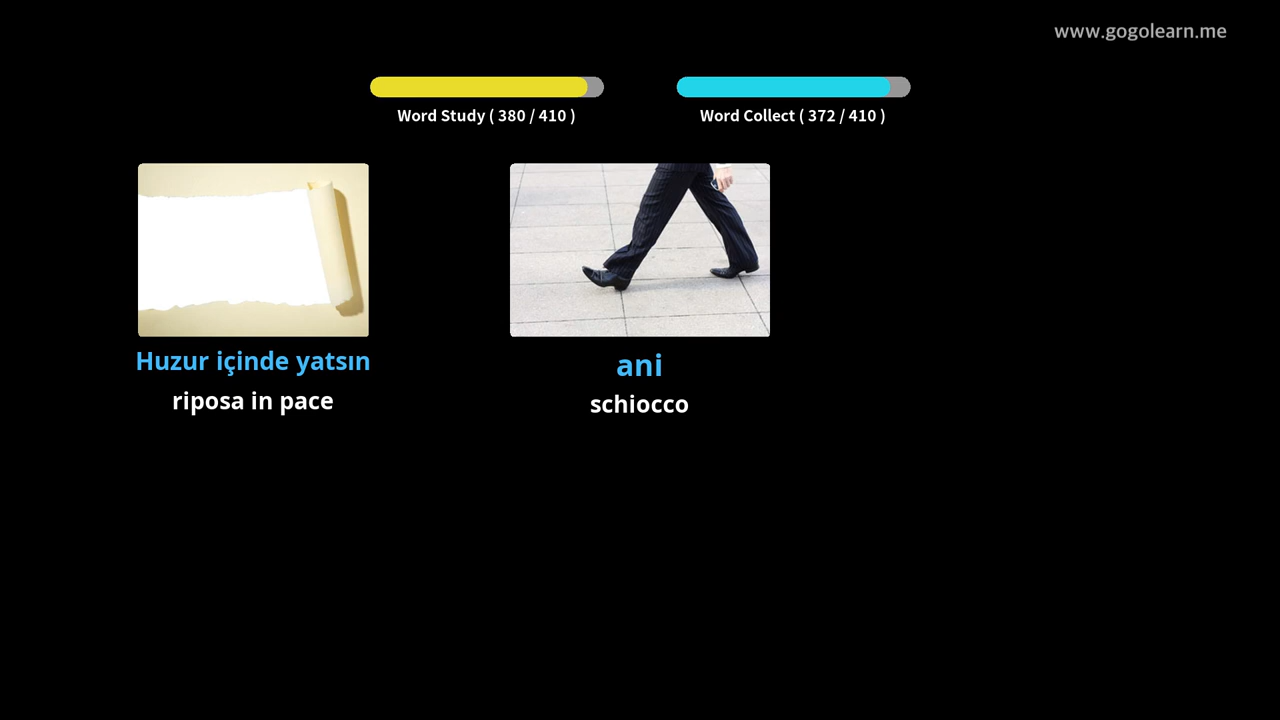 www.gogolearn.me
Word Study ( 380 / 410 )
Word Collect ( 372 / 410 )
Huzur içinde yatsın
riposa in pace
ani
schiocco